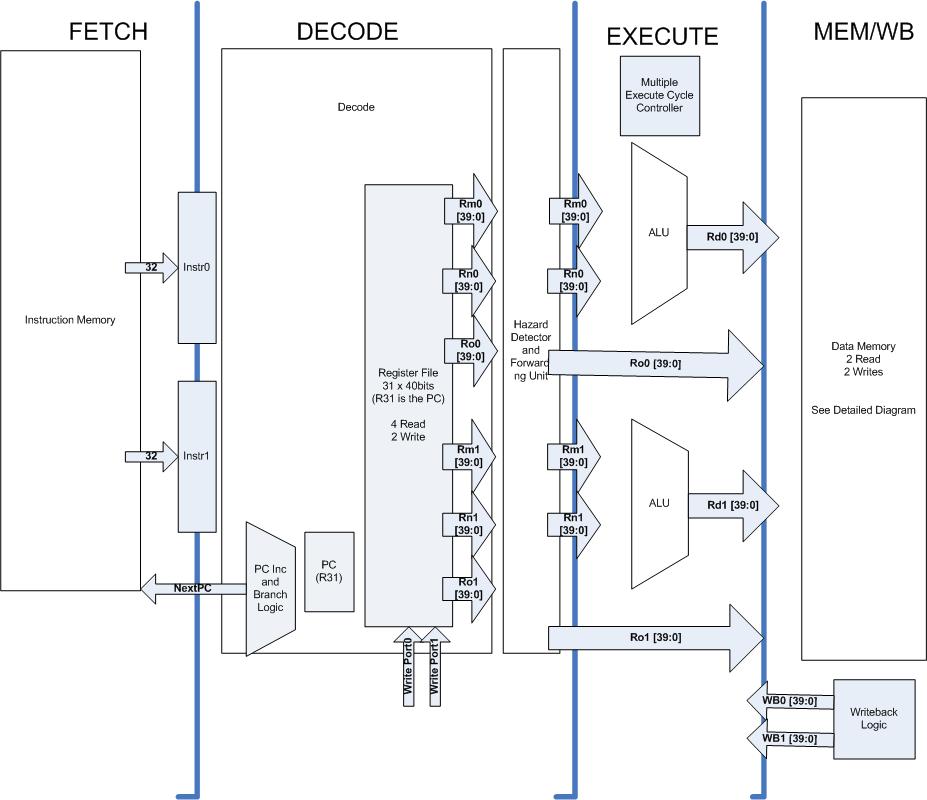 FETCH
DECODE
EXECUTE
MEM/WB
Instruction Memory
32
32
Instr0
Instr1
NextPC
Decode
PC Inc
and
Branch
Logic
PC
(R31)
Register File
31 x 40bits
(R31 is the PC)
4 Read
2 Write
Write Port0
Write Port1
Rm0
[39:0]
Rn0
[39:0]
Ro0
[39:0]
Rm1
[39:0]
Rn1
[39:0]
Ro1
[39:0]
Hazard
Detector
and
Forward
ng Unit
Rm0
[39:0]
Rn0
[39:0]
Ro0 [39:0]
Rm1
[39:0]
Rn1
[39:0]
Ro1 [39:0]
Multiple
Execute Cycle
Controller
ALU
Rd0 [39:0]
ALU
Rd1 [39:0]
Data Memory
2 Read
2 Writes
See Detailed Diagram
WB0 [39:0]
WB1 [39:0]
Writeback
Logic